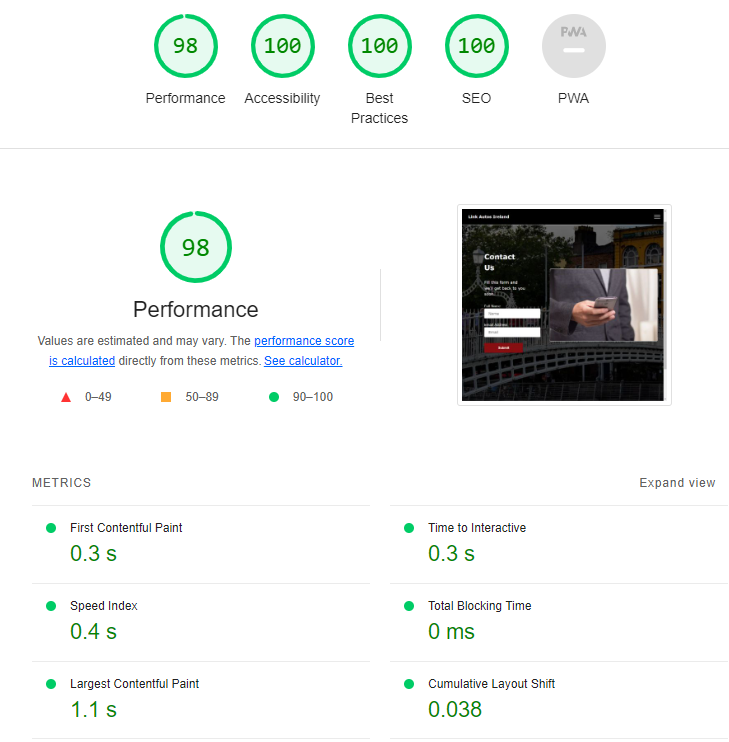 98
100
100
100
PWA
Performance
Accessibility
Best
Practices
SEO
PWA
98
Performance
Values are estimated and may vary. The performance score
is calculated directly from these metrics. See calculator.
0–49
50–89
90–100
Link Autos Ireland
Contact
Us
Fill this form and
we'll get back to you
soon.
Full Name
Name
Email
Submit
METRICS
Expand view
First Contentful Paint
0.3 s
Time to Interactive
0.3 s
Speed Index
0.4 s
Total Blocking Time
0 ms
Largest Contentful Paint
1.1 s
Cumulative Layout Shift
0.038